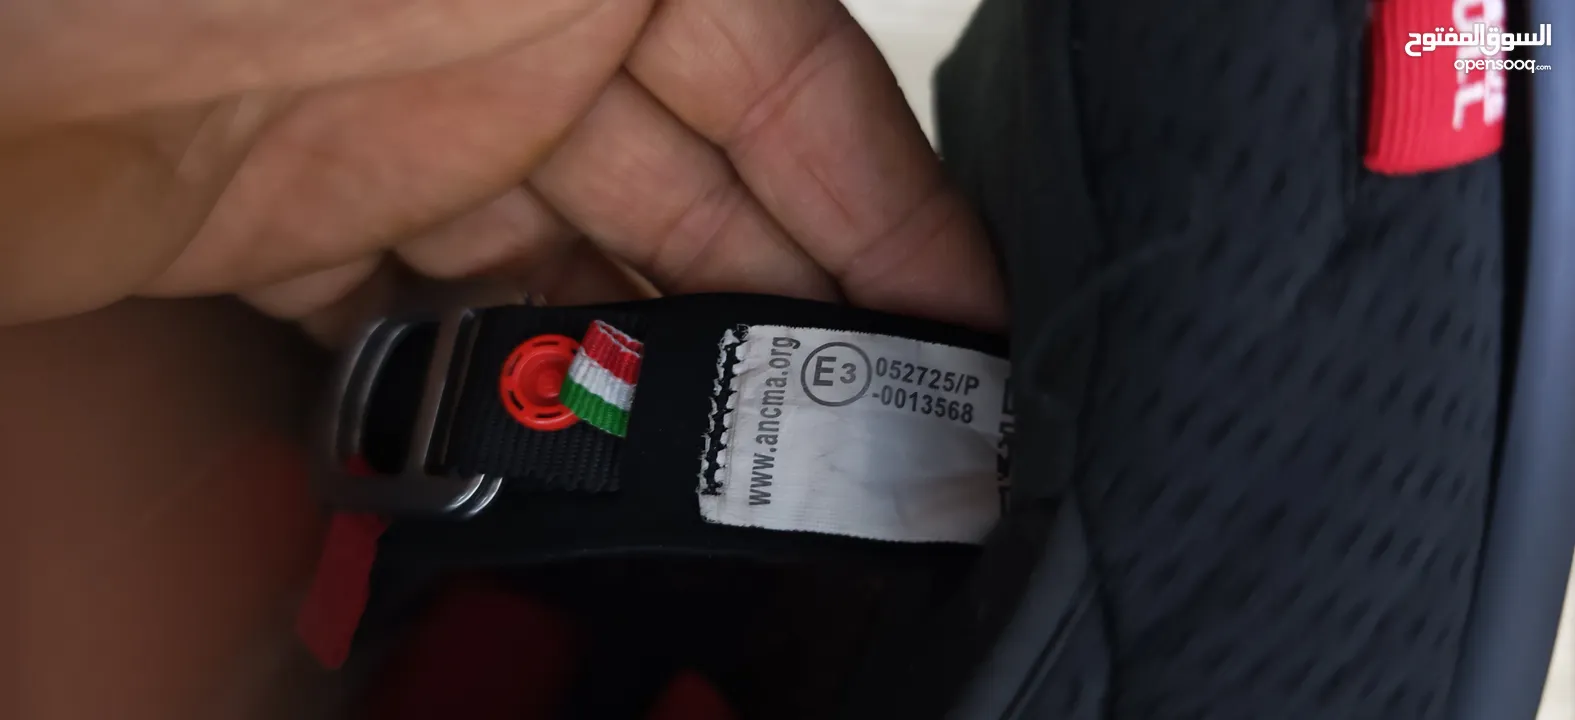 السوق المفتوح
opensooq.com
www.ancma.org
E3
052725/P
-0013568